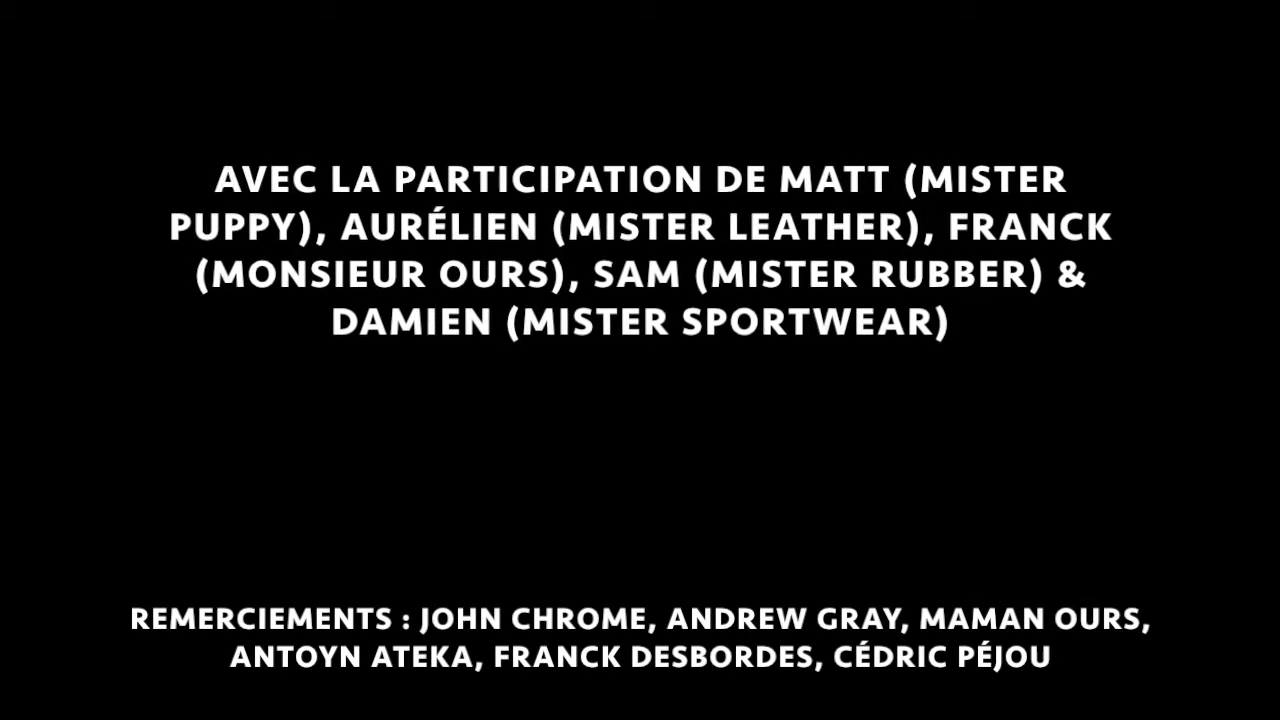 AVEC LA PARTICIPATION DE MATT (MISTER
PUPPY), AURÉLIEN (MISTER LEATHER), FRANCK
(MONSIEUR OURS), SAM (MISTER RUBBER) &
DAMIEN (MISTER SPORTWEAR)
REMERCIEMENTS : JOHN CHROME, ANDREW GRAY, MAMAN OURS,
ANTOYN ATEKA, FRANCK DESBORDES, CÉDRIC PÉJOU